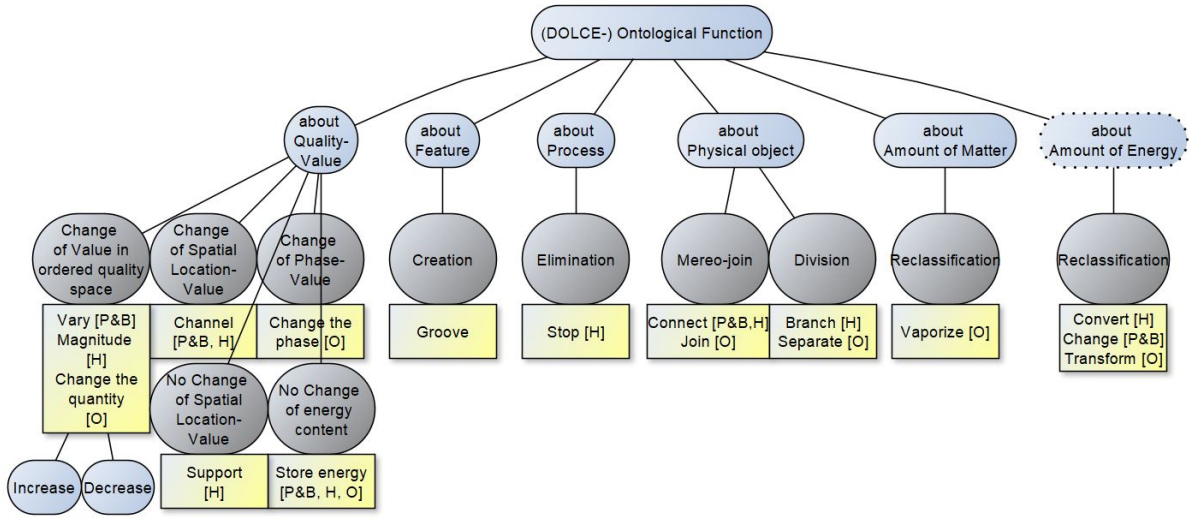 (DOLCE-) Ontological Function
about
Quality-
Value
about
Feature
about
Process
about
Physical object
about
Amount of Matter
about
Amount of Energy
Change
of Value in
ordered quality
space
Change
of Spatial
Location-
Value
Change
of Phase-
Value
Creation
Elimination
Mereo-join
Division
Reclassification
Reclassification
Vary [P&B]
Magnitude
[H]
Change the
quantity
[O]
Channel
[P&B, H]
Change the
phase [O]
Groove
Stop [H]
Connect [P&B,H]
Join [O]
Branch [H]
Separate [O]
Vaporize [O]
Convert [H]
Change [P&B]
Transform [O]
No Change
of Spatial
Location-
Value
No Change
of energy
content
Increase
Decrease
Support
[H]
Store energy
[P&B, H, O]